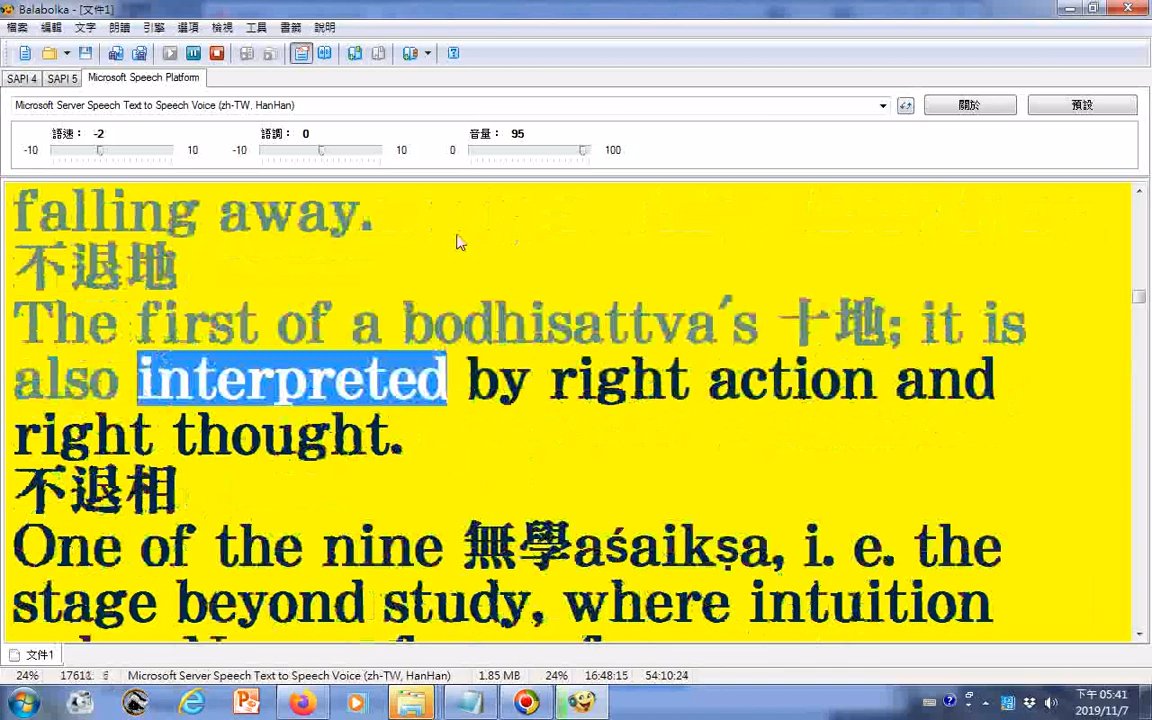 Balabolka - [文件1]
檔案 編輯 文字 朗讀 引擎 選項 檢視 工具 書籤 說明
SAPI 4 SAPI 5 Microsoft Speech Platform
Microsoft Server Speech Text to Speech Voice (zh-TW, HanHan) 關於 預設
語速： -2 語調： 0 音量： 95
-10 10 -10 10 0 100
falling away.
不退地
The first of a bodhisattva's 十地; it is
also interpreted by right action and
right thought.
不退相
One of the nine 無學aśaikṣa, i. e. the
stage beyond study, where intuition
文件1
24% Microsoft Server Speech Text to Speech Voice (zh-TW, HanHan) 1.85 MB 24% 16:48:15 54:10:24
下午 05:41
2019/11/7